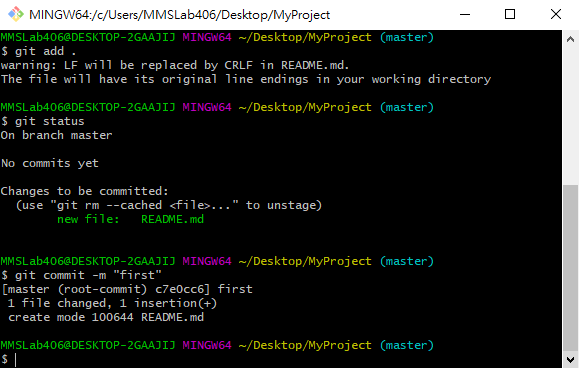 MINGW64:/c/Users/MMSLab406/Desktop/MyProject
MMSLab406@DESKTOP-2GAAJIJ MINGW64 ~/Desktop/MyProject (master)
$ git add .
warning: LF will be replaced by CRLF in README.md.
The file will have its original line endings in your working directory
MMSLab406@DESKTOP-2GAAJIJ MINGW64 ~/Desktop/MyProject (master)
$ git status
On branch master
No commits yet
Changes to be committed:
(use "git rm --cached <file>..." to unstage)
new file:   README.md
MMSLab406@DESKTOP-2GAAJIJ MINGW64 ~/Desktop/MyProject (master)
$ git commit -m "first"
[master (root-commit) c7e0cc6] first
1 file changed, 1 insertion(+)
create mode 100644 README.md
MMSLab406@DESKTOP-2GAAJIJ MINGW64 ~/Desktop/MyProject (master)
$